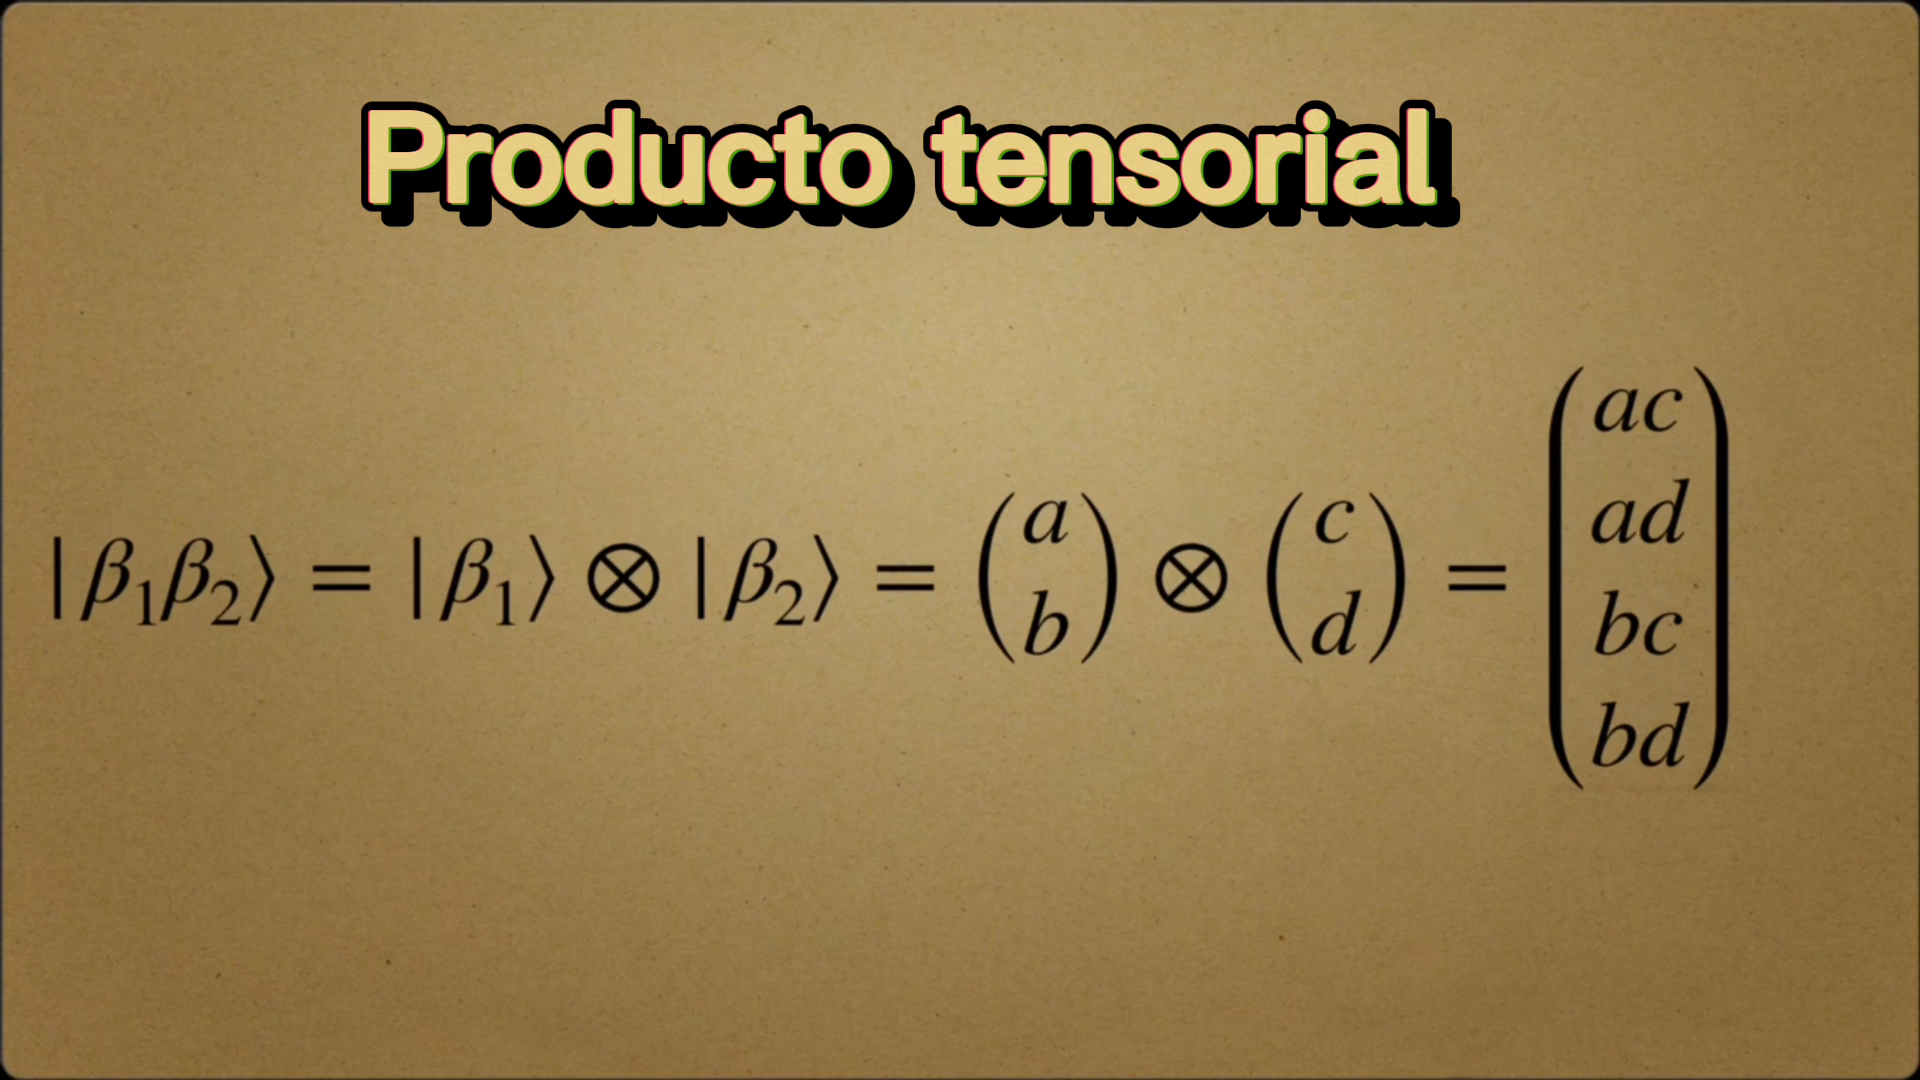 Producto tensorial
|β₁β₂⟩ = |β₁⟩ ⊗ |β₂⟩ = (a b) ⊗ (c d) = (ac ad bc bd)